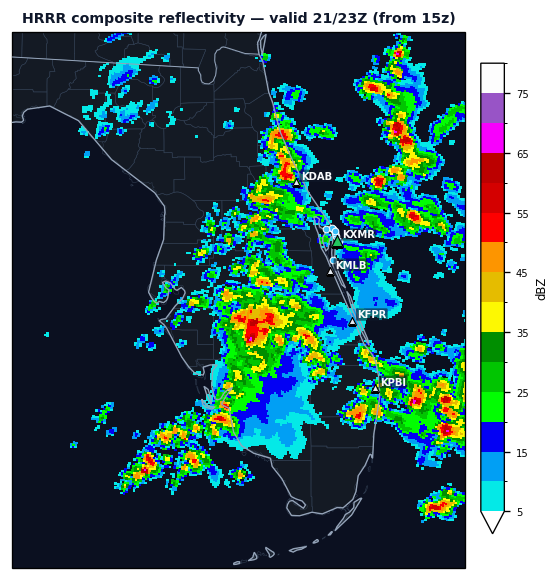 HRRR composite reflectivity — valid 21/23Z (from 15z)
KDAB
KXMR
KMLB
KFPR
KPBI
75
65
55
45
35
25
15
5
dBZ